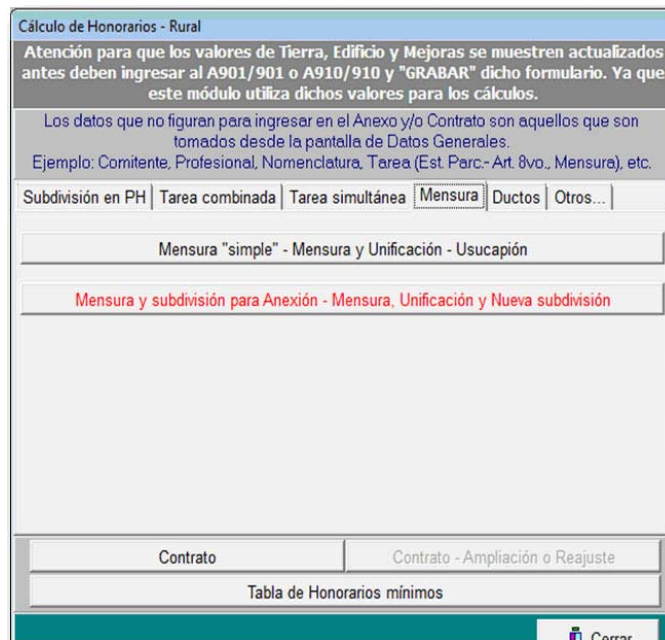 Cálculo de Honorarios - Rural
Atención para que los valores de Tierra, Edificio y Mejoras se muestren actualizados
antes deben ingresar al A901/901 o A910/910 y "GRABAR" dicho formulario. Ya que
este módulo utiliza dichos valores para los cálculos.
Los datos que no figuran para ingresar en el Anexo y/o Contrato son aquellos que son
tomados desde la pantalla de Datos Generales.
Ejemplo: Comitente, Profesional, Nomenclatura, Tarea (Est. Parc.- Art. 8vo., Mensura), etc.
Subdivisión en PH Tarea combinada Tarea simultánea Mensura Ductos Otros...
Mensura "simple" - Mensura y Unificación - Usucapión
Mensura y subdivisión para Anexión - Mensura, Unificación y Nueva subdivisión
Contrato Contrato - Ampliación o Reajuste
Tabla de Honorarios mínimos
Cerrar